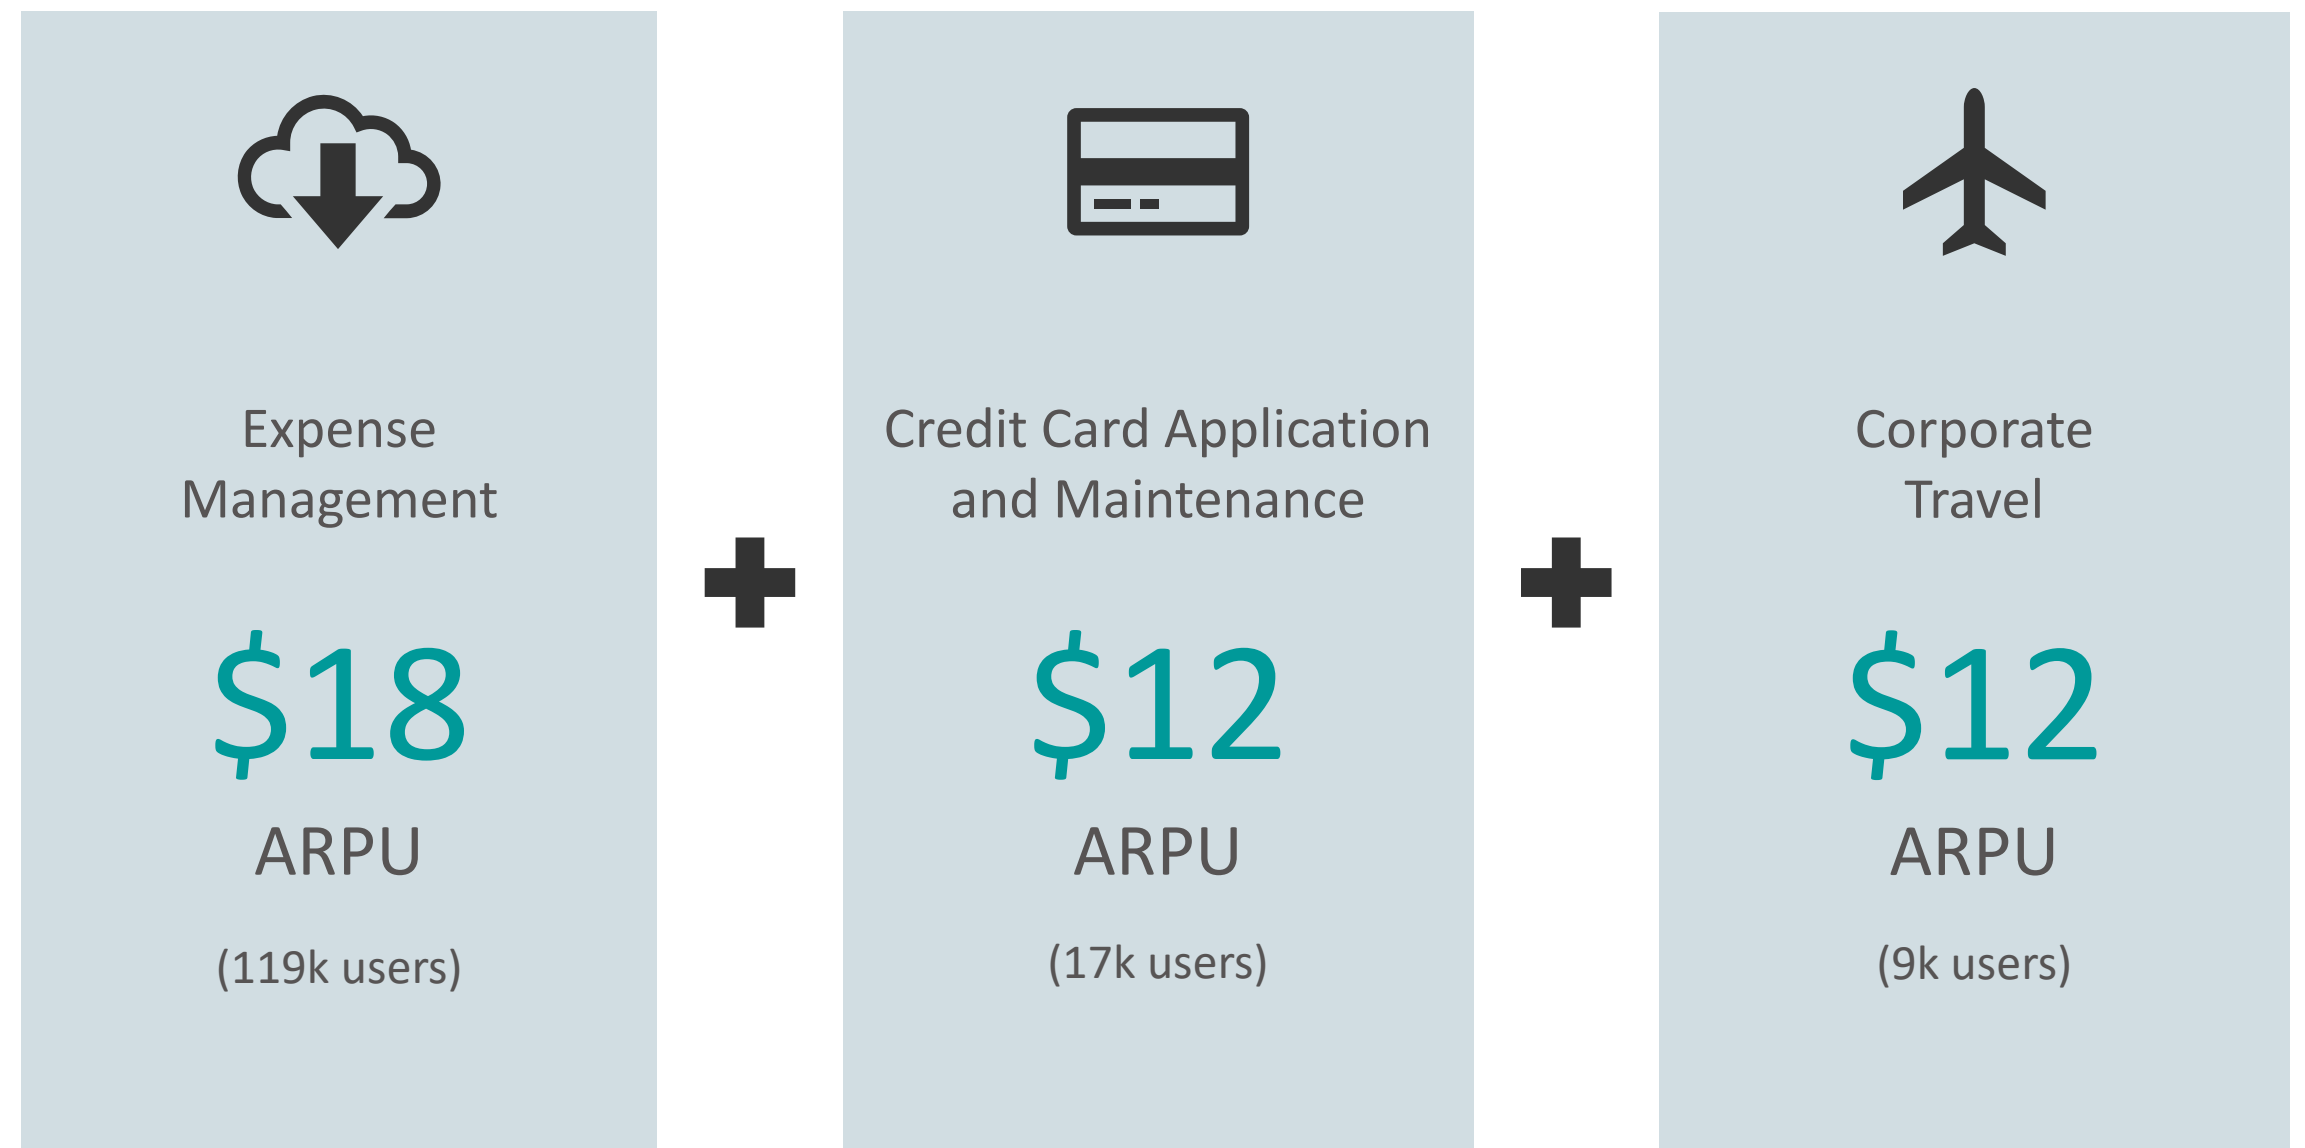 Expense
Management
$18
ARPU
(119k users)
Credit Card Application
and Maintenance
$12
ARPU
(17k users)
Corporate
Travel
$12
ARPU
(9k users)